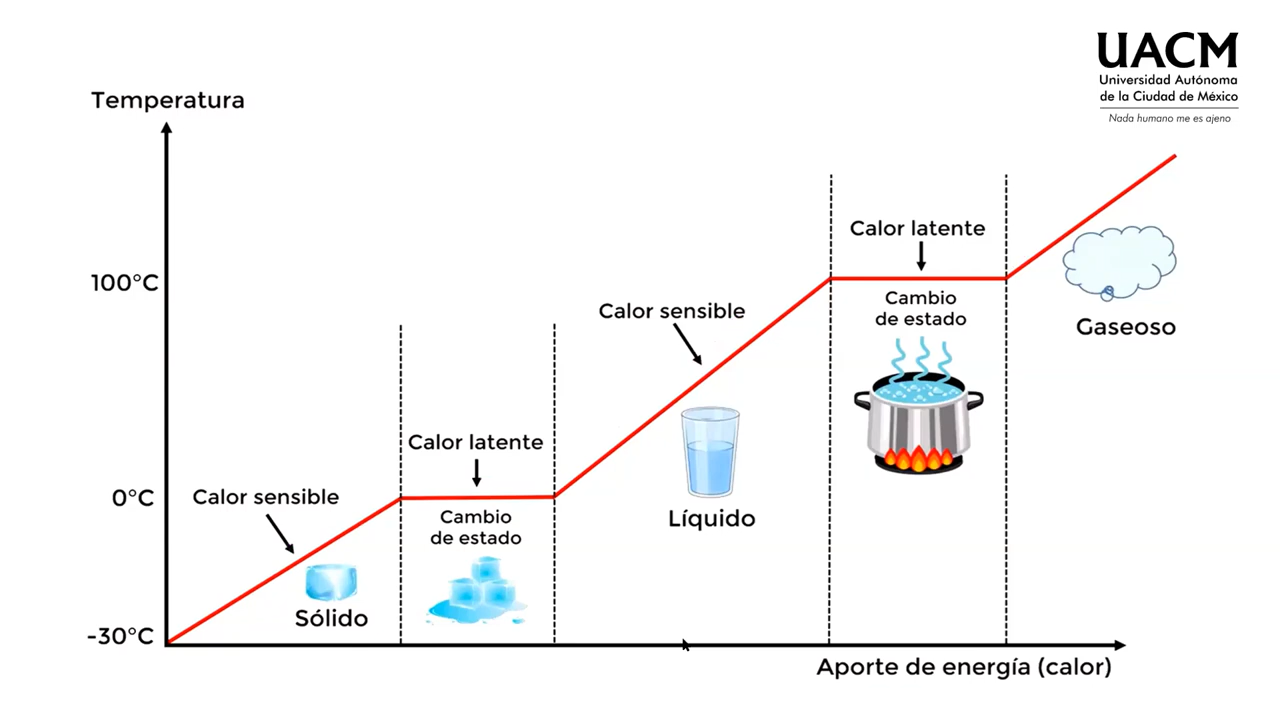 UACM
Universidad Autónoma
de la Ciudad de México
Nada humano me es ajeno
Temperatura
100°C
0°C
-30°C
Calor sensible
Sólido
Calor latente
Cambio
de estado
Calor sensible
Líquido
Calor latente
Cambio
de estado
Gaseoso
Aporte de energía (calor)